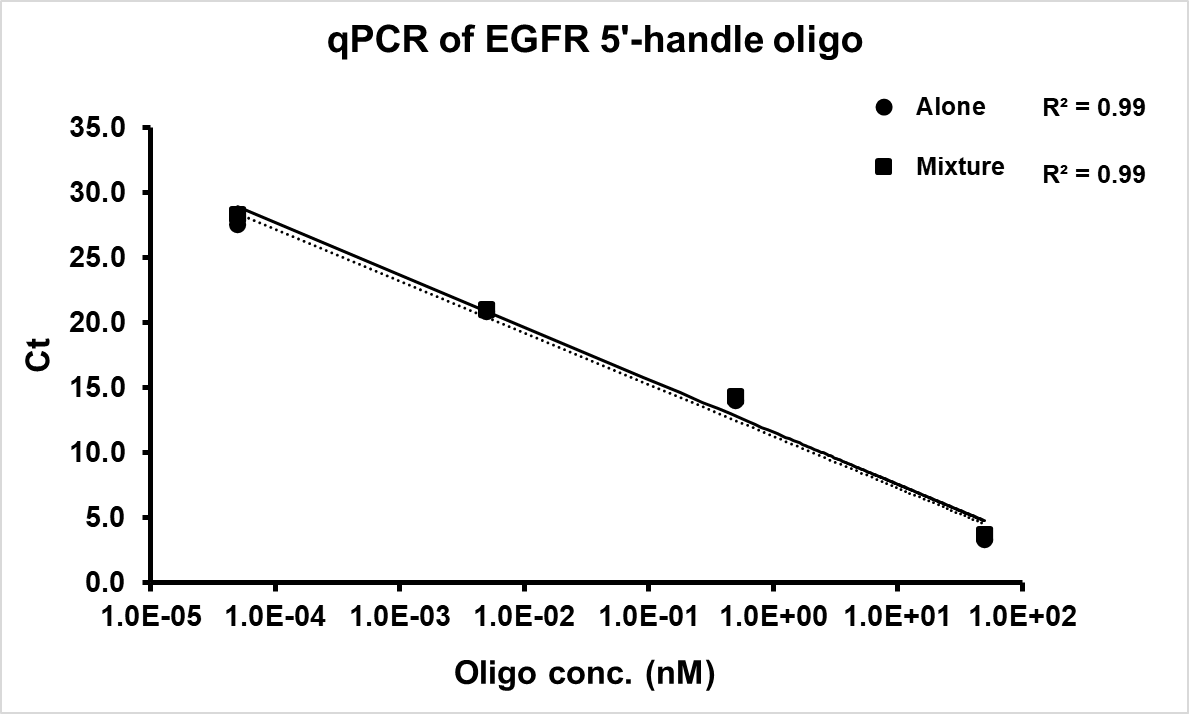 qPCR of EGFR 5'-handle oligo
Alone R² = 0.99
Mixture R² = 0.99
35.0
30.0
25.0
20.0
15.0
10.0
5.0
0.0
Ct
1.0E-05 1.0E-04 1.0E-03 1.0E-02 1.0E-01 1.0E+00 1.0E+01 1.0E+02
Oligo conc. (nM)